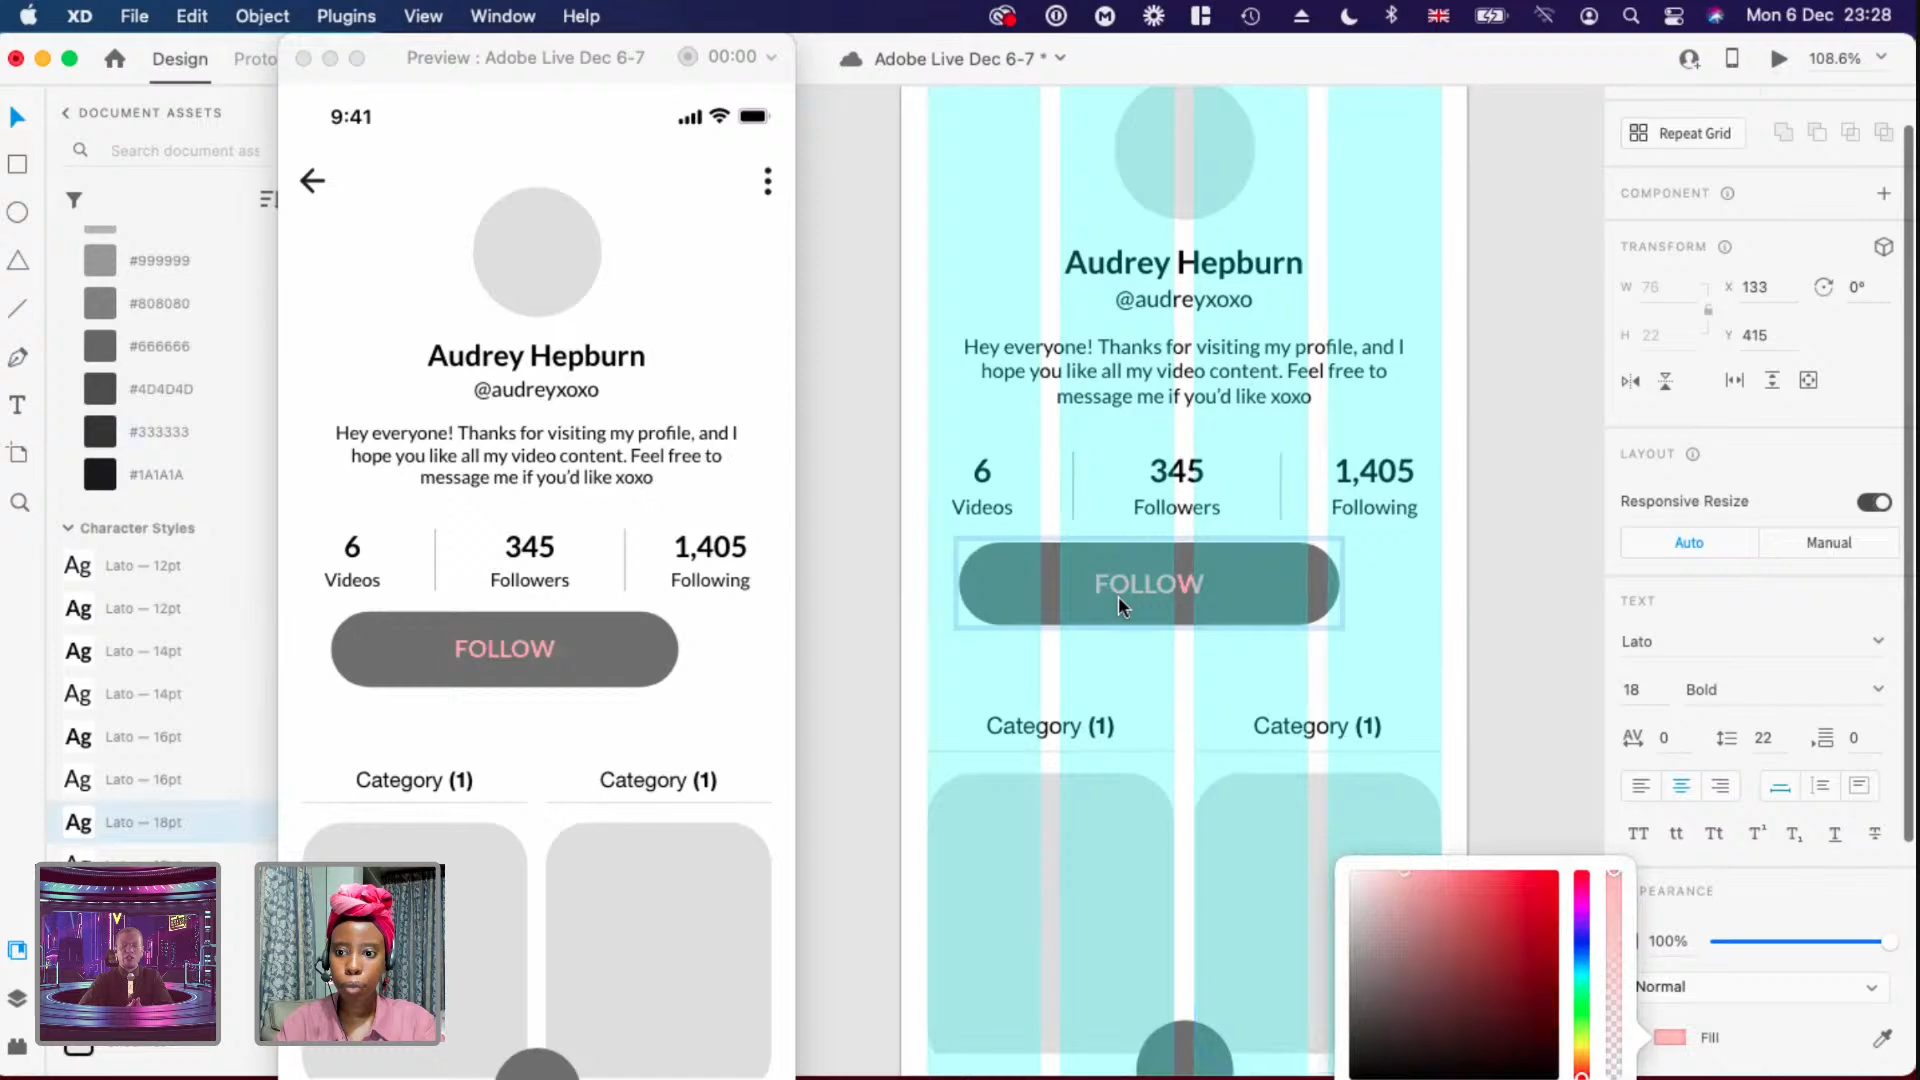 XD File Edit Object Plugins View Window Help
Mon 6 Dec 23:28
Design Proto
Preview : Adobe Live Dec 6-7
00:00
Adobe Live Dec 6-7 *
108.6%
DOCUMENT ASSETS
Search document ass
#999999
#808080
#666666
#4D4D4D
#333333
#1A1A1A
Character Styles
Ag Lato — 12pt
Ag Lato — 12pt
Ag Lato — 14pt
Ag Lato — 14pt
Ag Lato — 16pt
Ag Lato — 16pt
Ag Lato — 18pt
9:41
Audrey Hepburn
@audreyxoxo
Hey everyone! Thanks for visiting my profile, and I
hope you like all my video content. Feel free to
message me if you’d like xoxo
6 345 1,405
Videos Followers Following
FOLLOW
Category (1) Category (1)
Audrey Hepburn
@audreyxoxo
Hey everyone! Thanks for visiting my profile, and I
hope you like all my video content. Feel free to
message me if you’d like xoxo
6 345 1,405
Videos Followers Following
FOLLOW
Category (1) Category (1)
Repeat Grid
COMPONENT
TRANSFORM
W 76 X 133 0°
H 22 Y 415
LAYOUT
Responsive Resize
Auto Manual
TEXT
Lato
18 Bold
AV 0 22 0
TT tt Tt T¹ T₁ T T
PEARANCE
100%
Normal
Fill